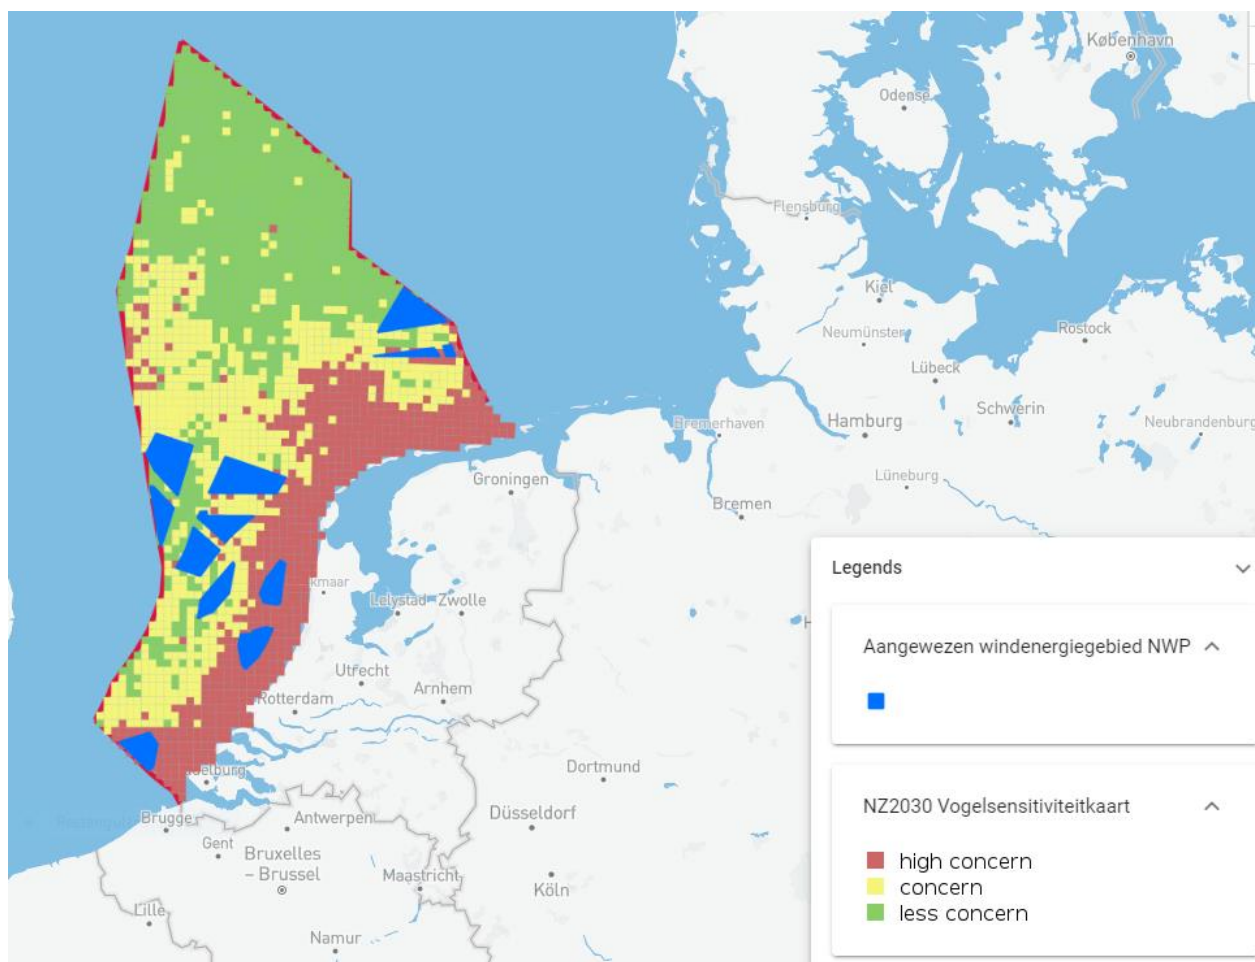 København
Odense
Flensburg
Kiel
Neumünster
Rostock
Lübeck
Schwerin
Hamburg
Bremerhaven
Neubrandenburg
Lüneburg
Groningen
Bremen
kmaar
Lelystad
Zwolle
Utrecht
Arnhem
Rotterdam
elburg
Dortmund
Düsseldorf
Brugge
Antwerpen
Gent
Bruxelles
– Brussel
Maastricht
Köln
Lille
Namur
H
Legends
Aangewezen windenergiegebied NWP
NZ2030 Vogelsensitiviteitkaart
high concern
concern
less concern